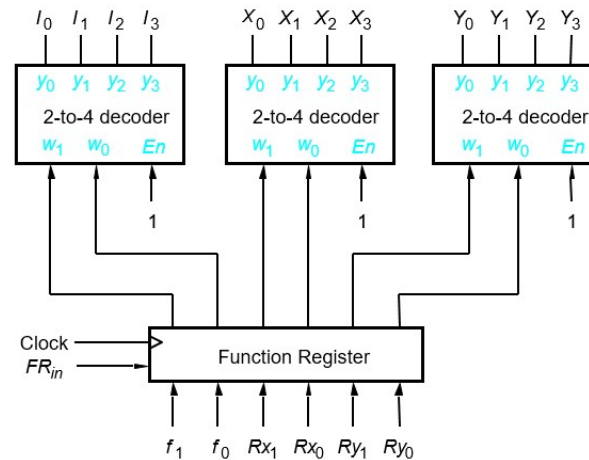 I0 I1 I2 I3 X0 X1 X2 X3 Y0 Y1 Y2 Y3
y0 y1 y2 y3 y0 y1 y2 y3 y0 y1 y2 y3
2-to-4 decoder 2-to-4 decoder 2-to-4 decoder
w1 w0 En w1 w0 En w1 w0 En
1 1 1
Clock
Function Register
FRin
f1 f0 Rx1 Rx0 Ry1 Ry0